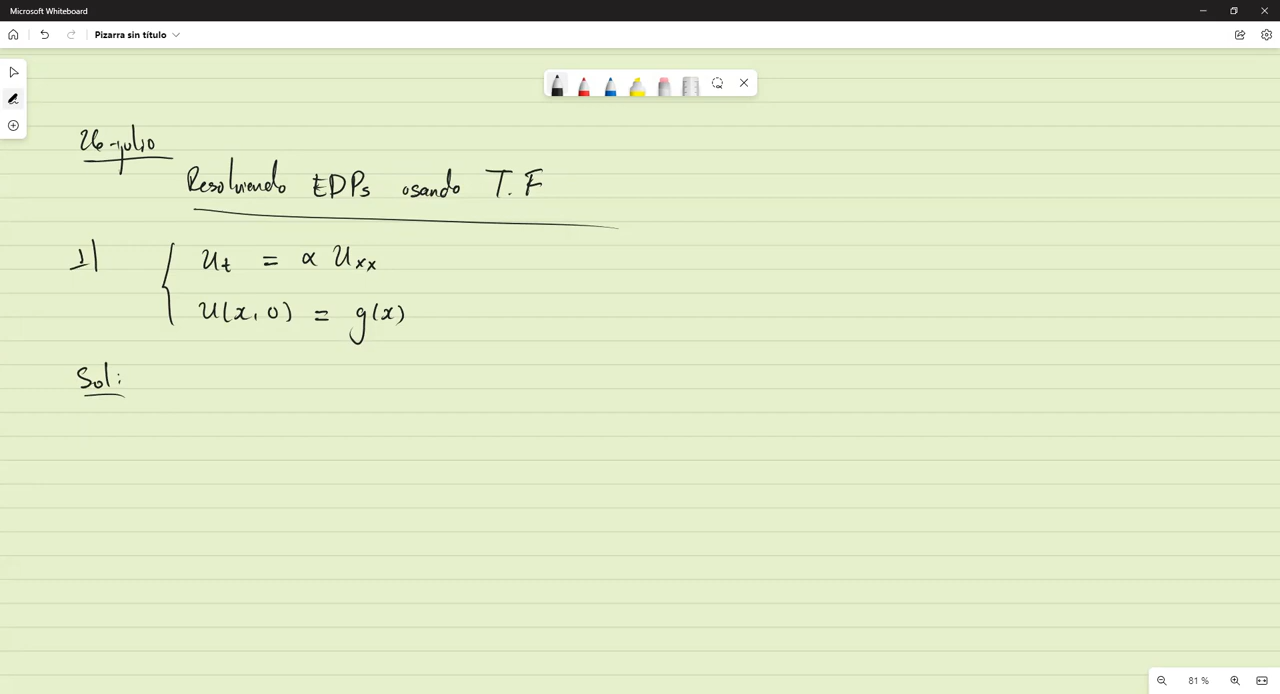 Microsoft Whiteboard
Pizarra sin título
26-julio
Resolviendo EDPs usando T.F
1) { u_t = α u_xx
u(x,0) = g(x)
Sol:
81 %